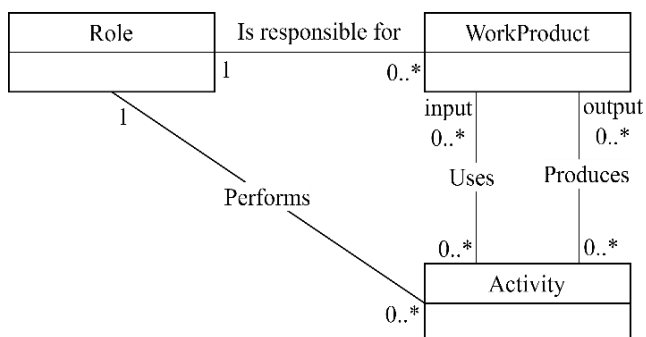 Role
Is responsible for
WorkProduct
1
0..*
input
output
1
0..*
0..*
Uses
Produces
Performs
0..*
0..*
Activity
0..*